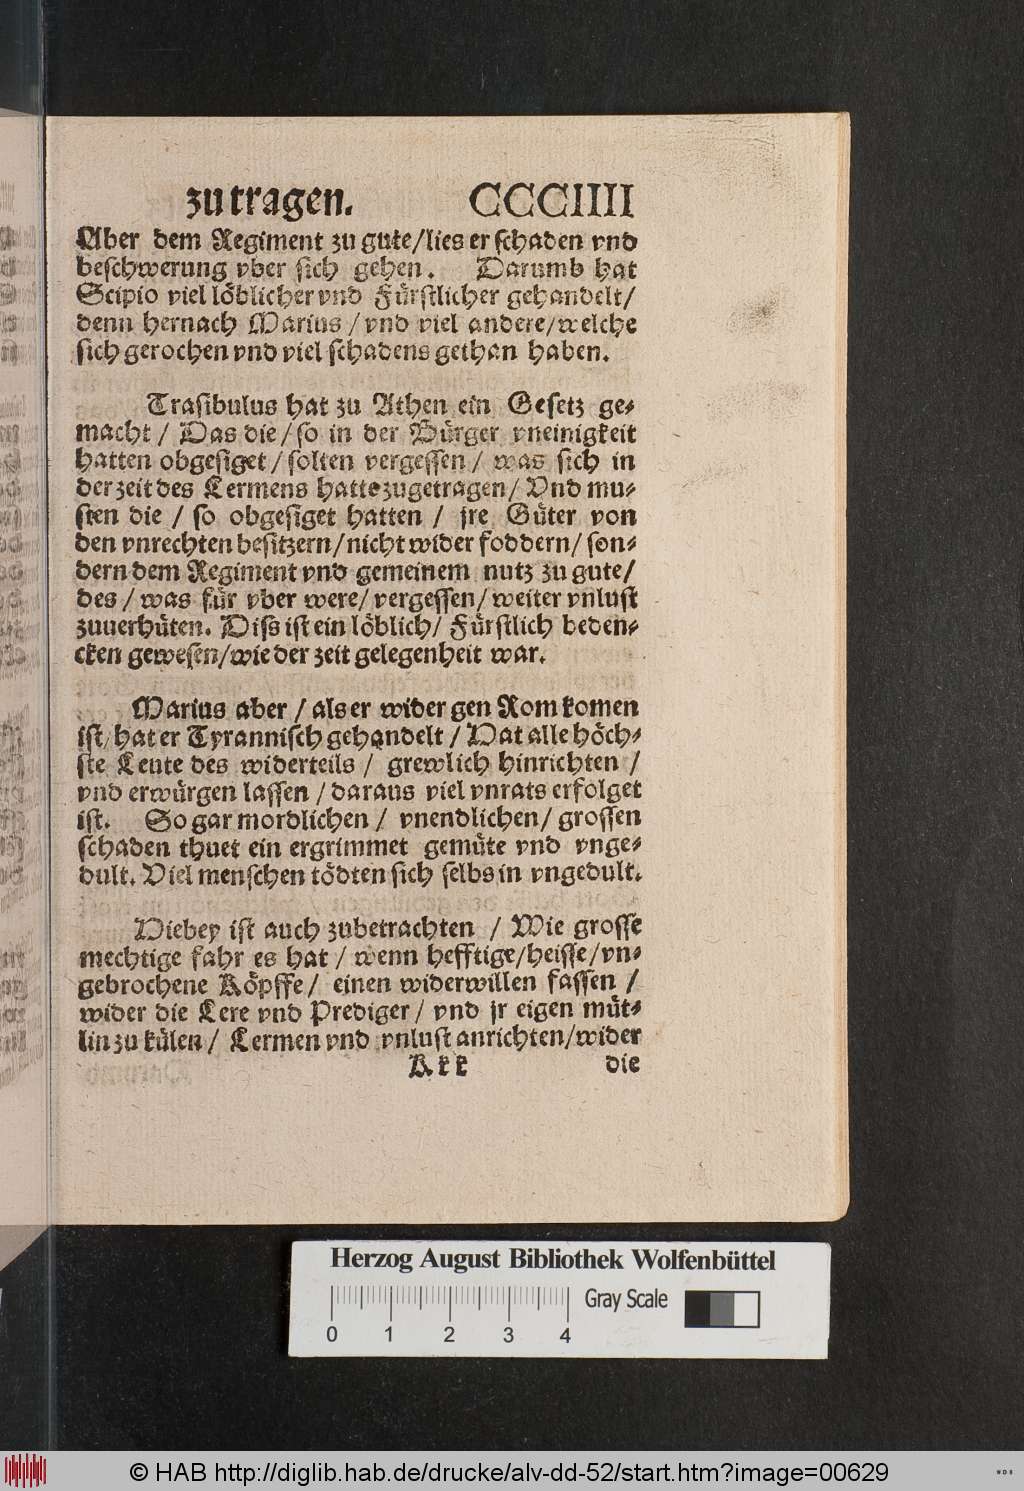 zu tragen. CCCIIII
Aber dem Regiment zu gute/lies er schaden vnd
beschwerung vber sich gehen. Darumb hat
Scipio viel löblicher vnd Fürstlicher gehandelt/
denn hernach Marius/vnd viel andere/welche
sich gerochen vnd viel schadens gethan haben.
Trasibulus hat zu Athen ein Gesetz ge-
macht/ Das die/so in der Bürger vneinigkeit
hatten obgesiget/solten vergessen/ was sich in
der zeit des Lermens hatte zugetragen/ Vnd mu-
sten die / so obgesiget hatten / jre Güter von
den vnrechten besitzern/nicht wider foddern/ son-
dern dem Regiment vnd gemeinem nutz zu gute/
des/was für vber were/vergessen/weiter vnlust
zuuerhüten. Diss ist ein löblich/ Fürstlich beden-
cken gewesen/wie der zeit gelegenheit war.
Marius aber / als er wider gen Rom komen
ist/hat er Tyrannisch gehandelt / Hat alle höch-
ste Leute des widerteils / grewlich hinrichten /
vnd erwürgen lassen / daraus viel vnrats erfolget
ist. So gar mordlichen / vnendlichen/ grossen
schaden thuet ein ergrimmet gemüte vnd vnge-
dult. Viel menschen tödten sich selbs in vngedult.
Hiebey ist auch zubetrachten / Wie grosse
mechtige fahr es hat / wenn hefftige/heisse/vn-
gebrochene Köpffe/ einen widerwillen fassen /
wider die Lere vnd Prediger/ vnd jr eigen müt-
lin zu külen/ Lermen vnd vnlust anrichten/wider
K k k die
Herzog August Bibliothek Wolfenbüttel
Gray Scale
0 1 2 3 4
© HAB http://diglib.hab.de/drucke/alv-dd-52/start.htm?image=00629